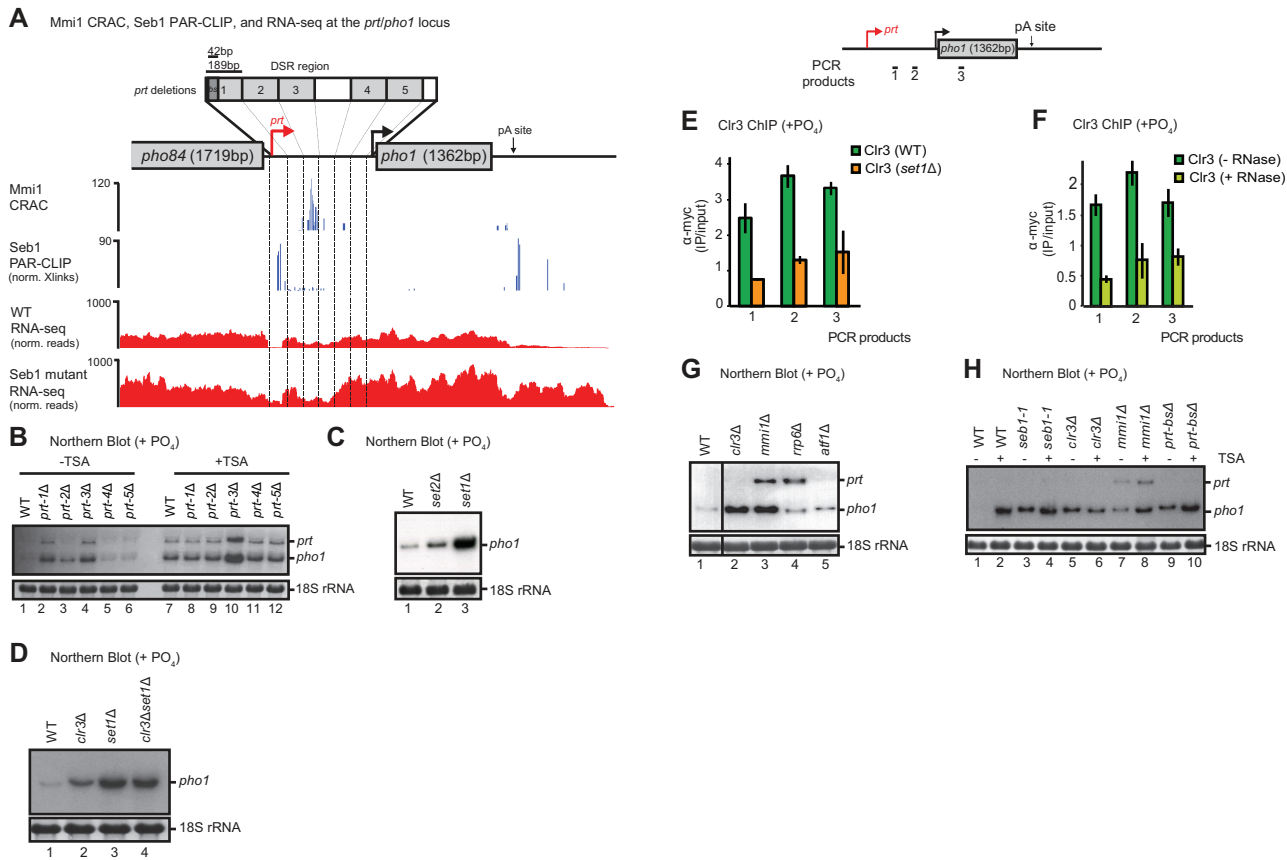 A Mmi1 CRAC, Seb1 PAR-CLIP, and RNA-seq at the prt/pho1 locus
42bp
189bp
DSR region
prt deletions
bs 1 2 3 4 5
prt
pA site
pho84 (1719bp)
pho1 (1362bp)
Mmi1
CRAC
120
Seb1
PAR-CLIP
(norm. Xlinks)
90
WT
RNA-seq
(norm. reads)
1000
Seb1 mutant
RNA-seq
(norm. reads)
1000
B Northern Blot (+ PO4)
-TSA +TSA
WT prt-1Δ prt-2Δ prt-3Δ prt-4Δ prt-5Δ WT prt-1Δ prt-2Δ prt-3Δ prt-4Δ prt-5Δ
prt
pho1
18S rRNA
1 2 3 4 5 6 7 8 9 10 11 12
C Northern Blot (+ PO4)
WT set2Δ set1Δ
pho1
18S rRNA
1 2 3
D Northern Blot (+ PO4)
WT clr3Δ set1Δ clr3Δset1Δ
pho1
18S rRNA
1 2 3 4
prt
pA site
pho1 (1362bp)
PCR
products
1 2 3
E Clr3 ChIP (+PO4)
Clr3 (WT)
Clr3 (set1Δ)
α-myc
(IP/input)
4
3
2
1
0
1 2 3
PCR products
F Clr3 ChIP (+PO4)
Clr3 (- RNase)
Clr3 (+ RNase)
α-myc
(IP/input)
2
1.5
1
0.5
0
1 2 3
PCR products
G Northern Blot (+ PO4)
WT clr3Δ mmi1Δ rrp6Δ atf1Δ
prt
pho1
18S rRNA
1 2 3 4 5
H Northern Blot (+ PO4)
WT WT seb1-1 seb1-1 clr3Δ clr3Δ mmi1Δ mmi1Δ prt-bsΔ prt-bsΔ
- + - + - + - + - + TSA
prt
pho1
18S rRNA
1 2 3 4 5 6 7 8 9 10